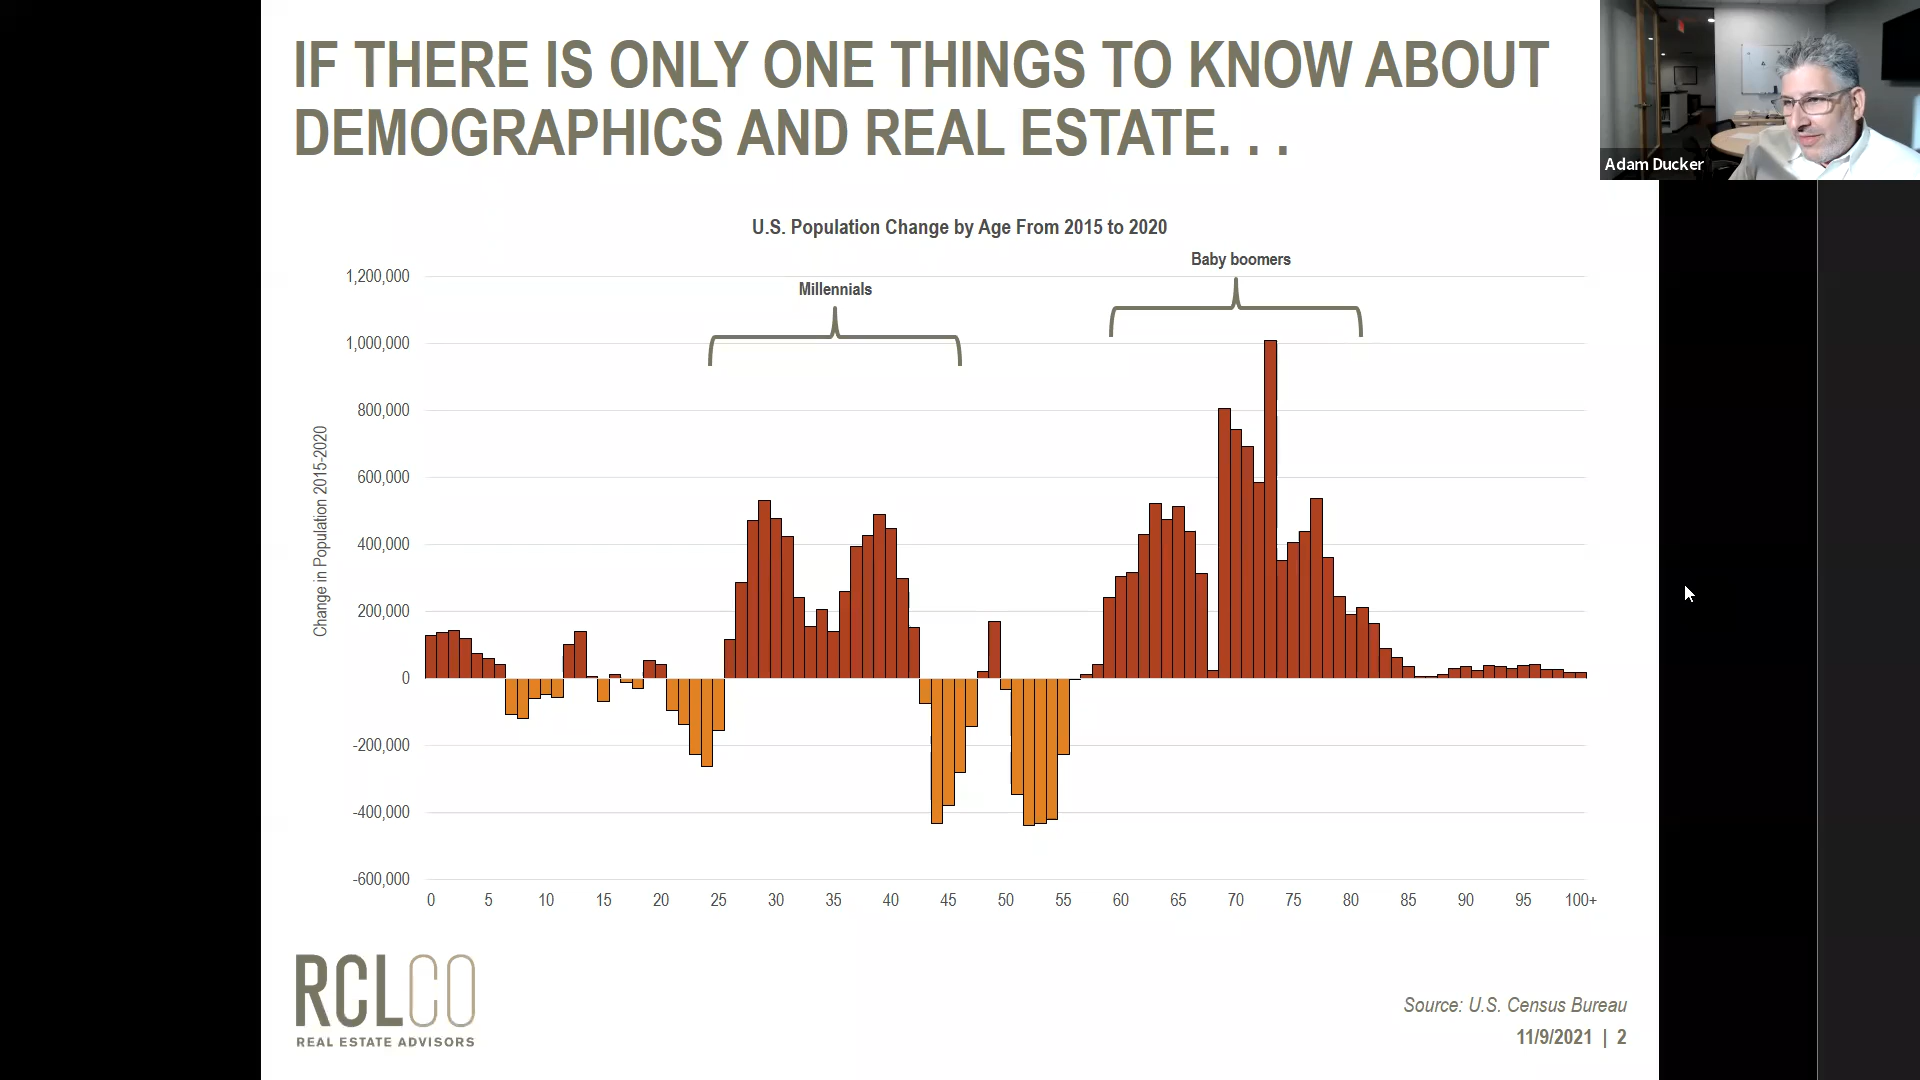 IF THERE IS ONLY ONE THINGS TO KNOW ABOUT
DEMOGRAPHICS AND REAL ESTATE. . .
Adam Ducker
U.S. Population Change by Age From 2015 to 2020
Baby boomers
Millennials
Change in Population 2015-2020
1,200,000
1,000,000
800,000
600,000
400,000
200,000
0
-200,000
-400,000
-600,000
0 5 10 15 20 25 30 35 40 45 50 55 60 65 70 75 80 85 90 95 100+
RCLCO
REAL ESTATE ADVISORS
Source: U.S. Census Bureau
11/9/2021 | 2